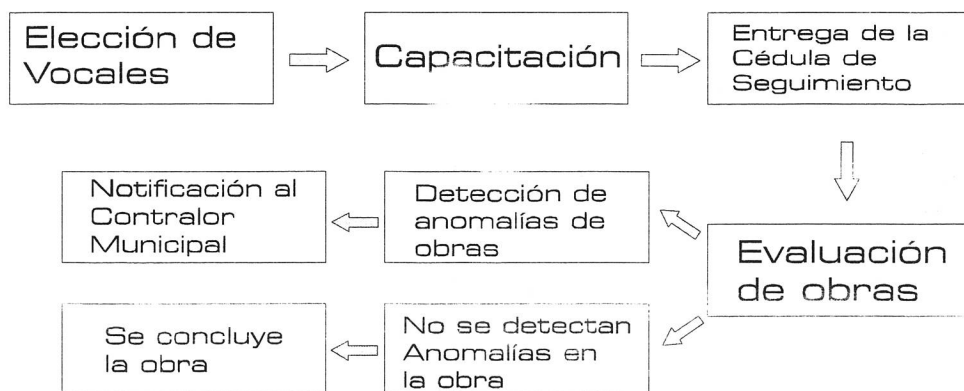 Elección de
Vocales
Capacitación
Entrega de la
Cédula de
Seguimiento
Notificación al
Contralor
Municipal
Detección de
anomalías de
obras
Evaluación
de obras
Se concluye
la obra
No se detectan
Anomalías en
la obra